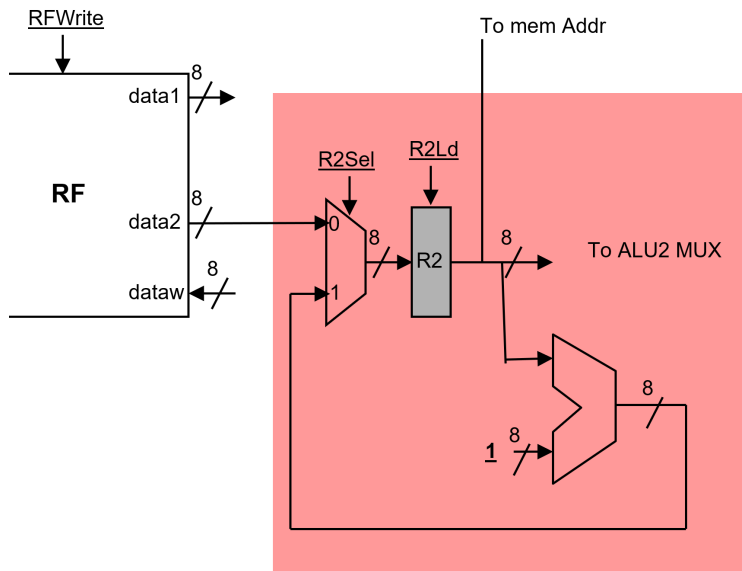 RFWrite
To mem Addr
8
data1
R2Sel
R2Ld
RF
8
data2
0
8
R2
8
To ALU2 MUX
8
dataw
1
8
8
1